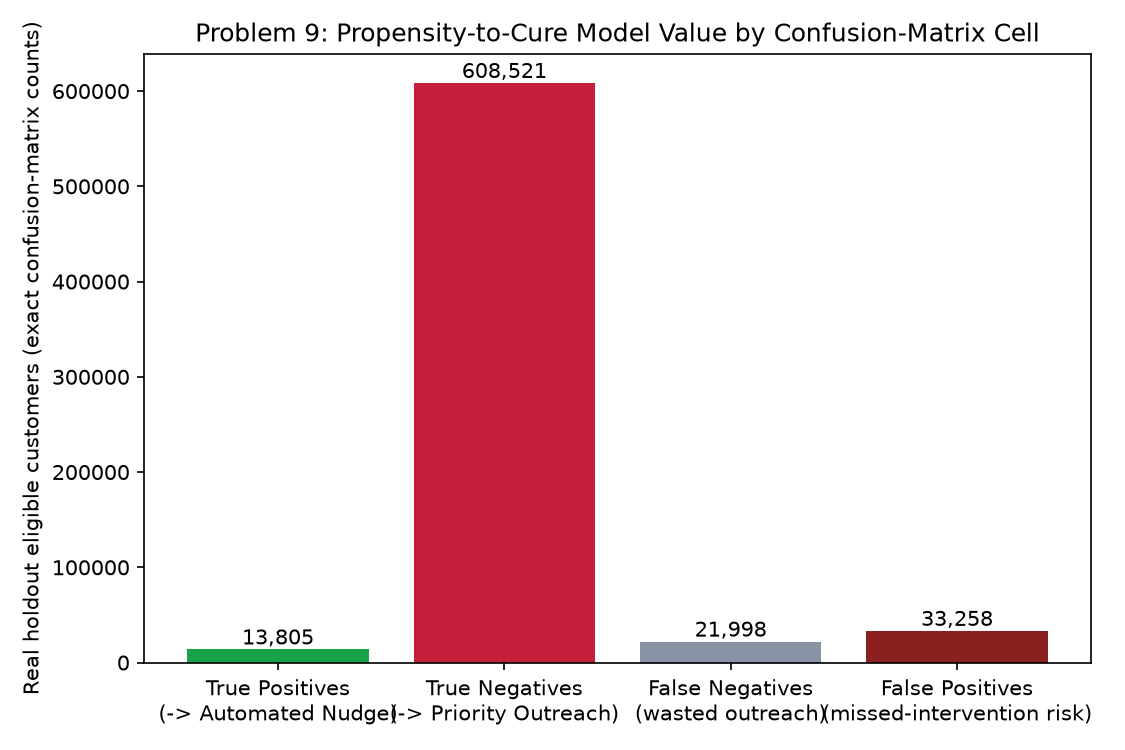 Problem 9: Propensity-to-Cure Model Value by Confusion-Matrix Cell
Real holdout eligible customers (exact confusion-matrix counts)
600000
500000
400000
300000
200000
100000
0
13,805
608,521
21,998
33,258
True Positives
(-> Automated Nudge)
True Negatives
(-> Priority Outreach)
False Negatives
(wasted outreach)
False Positives
(missed-intervention risk)